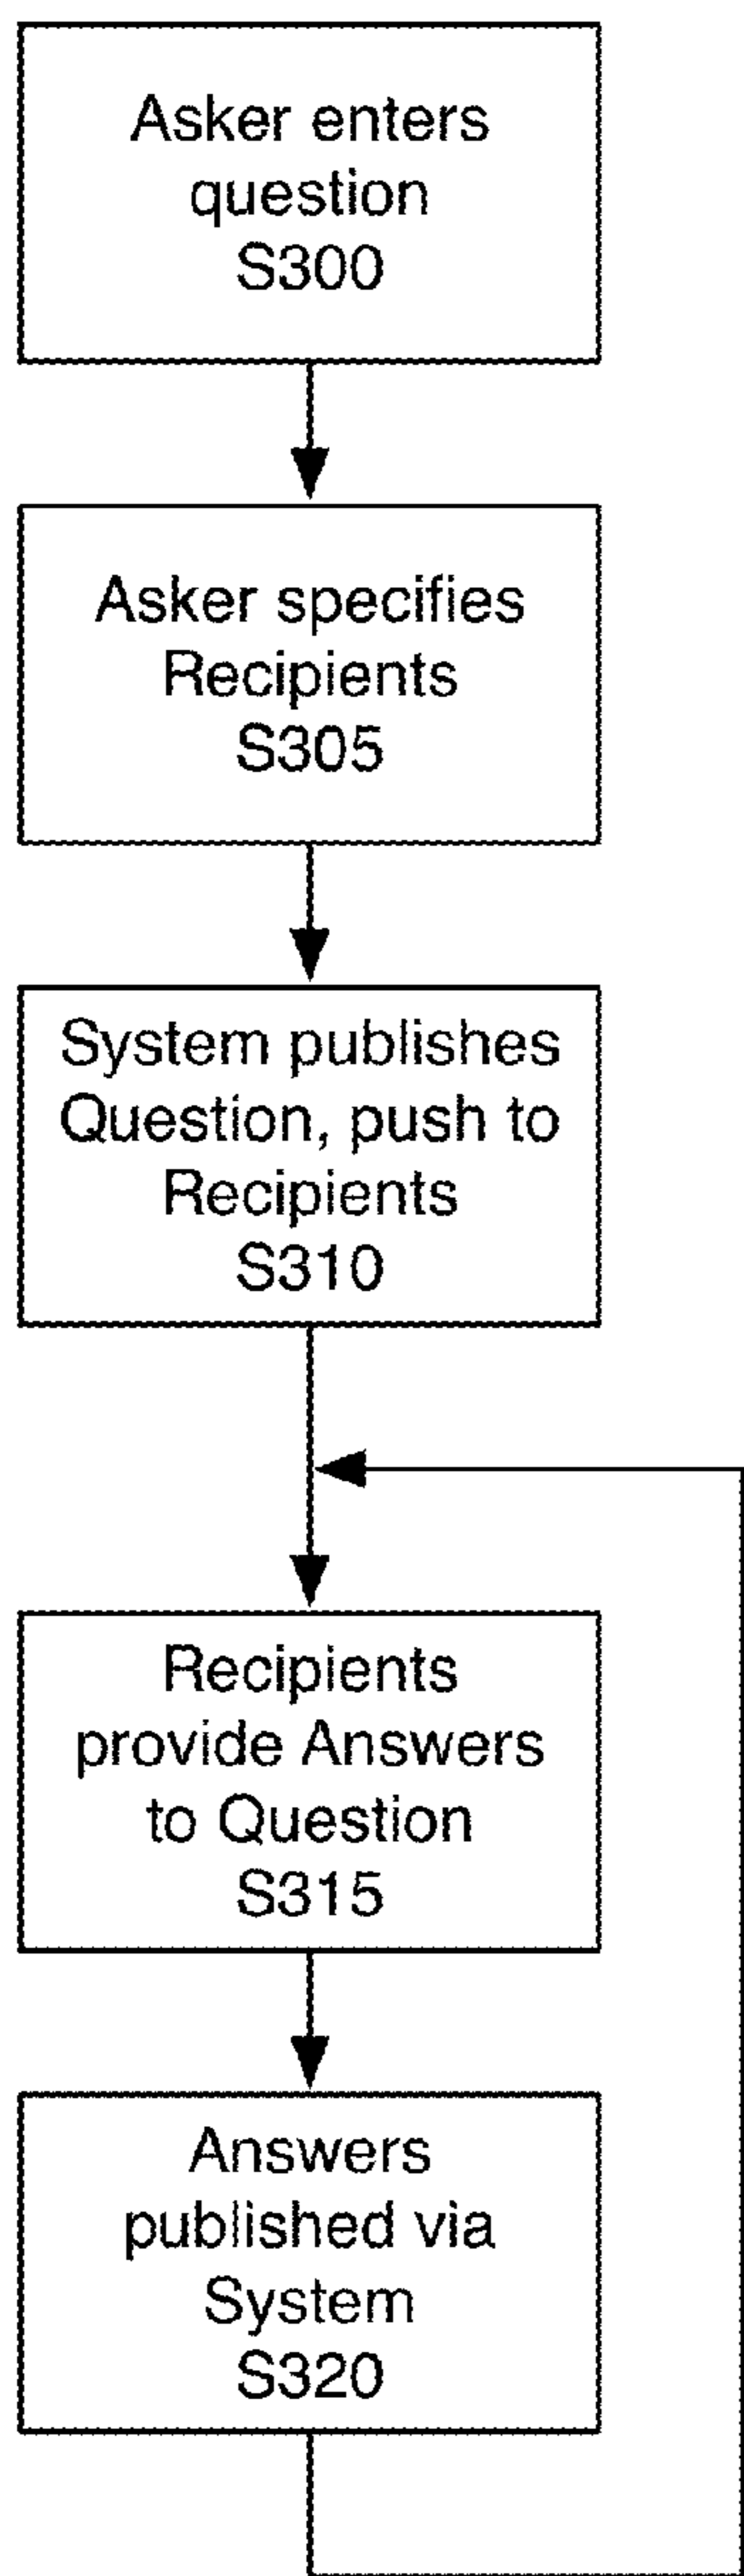 Asker enters
question
S300
Asker specifies
Recipients
S305
System publishes
Question, push to
Recipients
S310
Recipients
provide Answers
to Question
S315
Answers
published via
System
S320